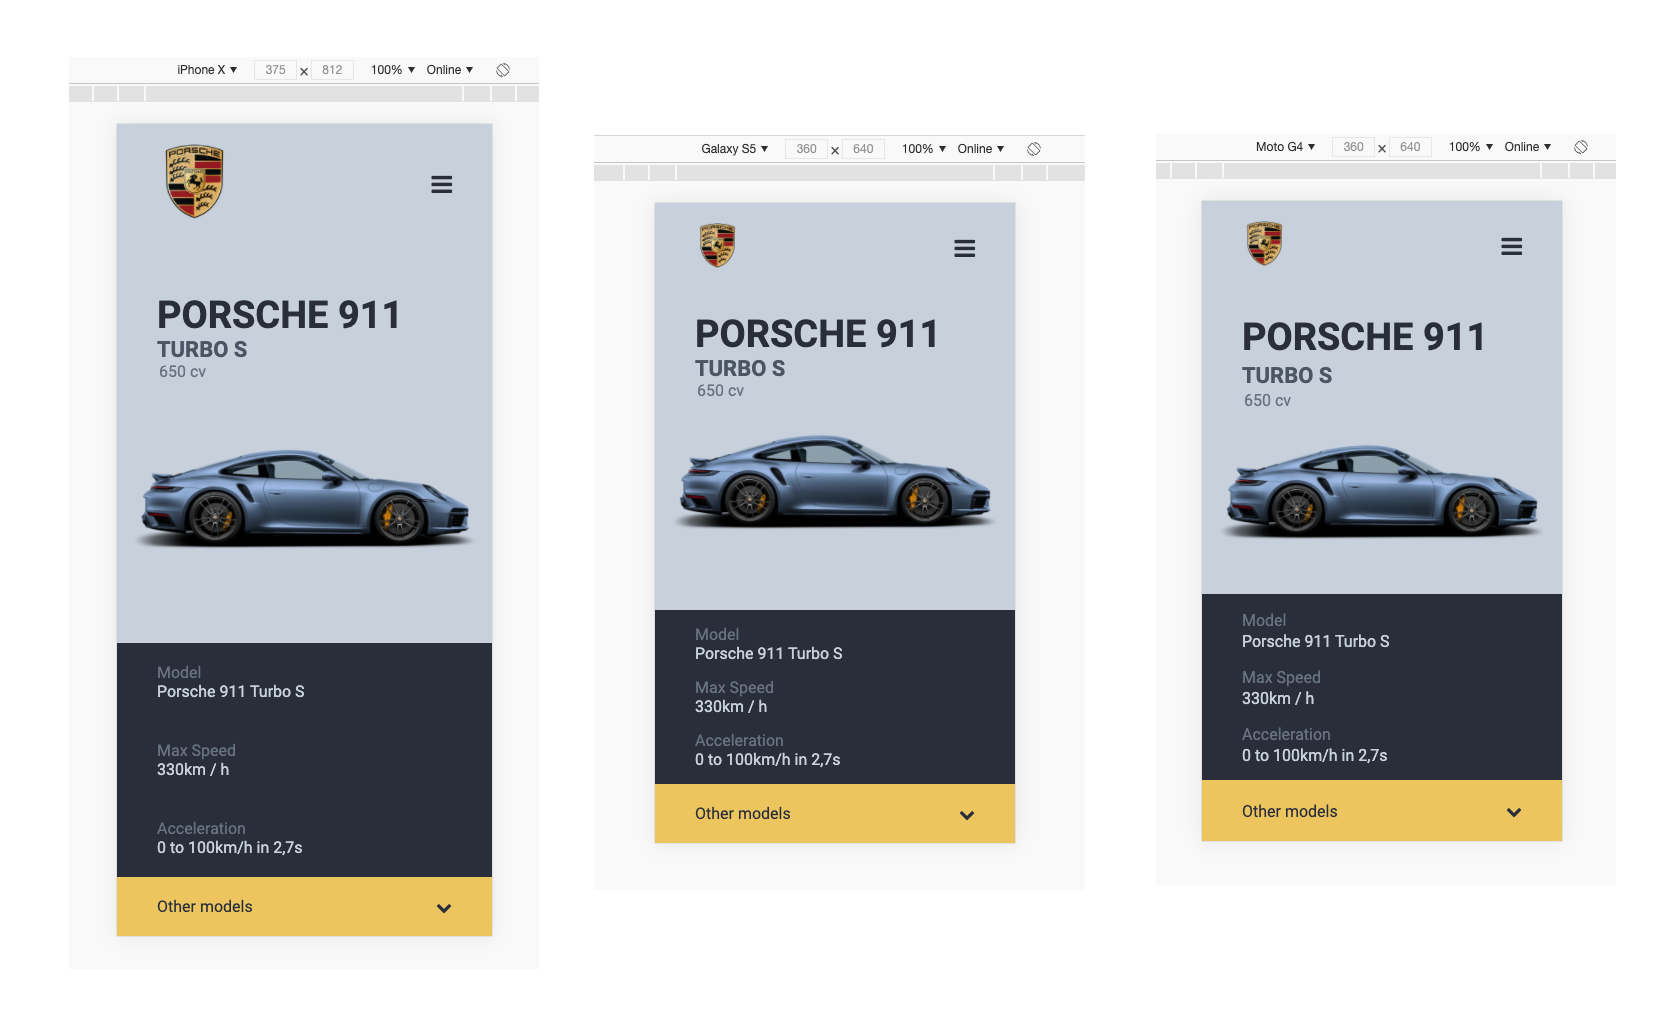 iPhone X ▼ 375 × 812 100% ▼ Online ▼
PORSCHE
PORSCHE 911
TURBO S
650 cv
Model
Porsche 911 Turbo S
Max Speed
330km / h
Acceleration
0 to 100km/h in 2,7s
Other models
Galaxy S5 ▼ 360 × 640 100% ▼ Online ▼
PORSCHE
PORSCHE 911
TURBO S
650 cv
Model
Porsche 911 Turbo S
Max Speed
330km / h
Acceleration
0 to 100km/h in 2,7s
Other models
Moto G4 ▼ 360 × 640 100% ▼ Online ▼
PORSCHE
PORSCHE 911
TURBO S
650 cv
Model
Porsche 911 Turbo S
Max Speed
330km / h
Acceleration
0 to 100km/h in 2,7s
Other models